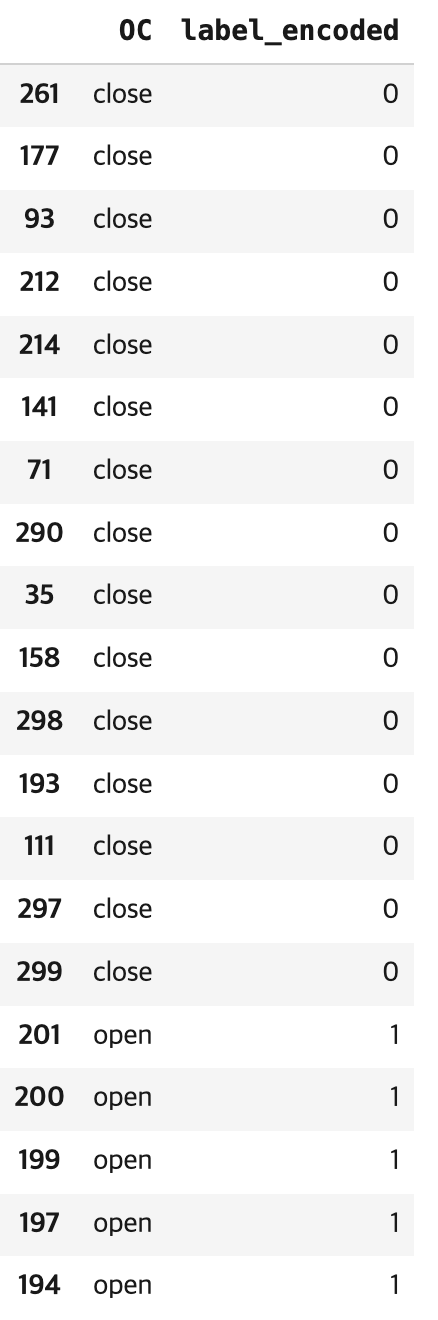 OC label_encoded
261 close 0
177 close 0
93 close 0
212 close 0
214 close 0
141 close 0
71 close 0
290 close 0
35 close 0
158 close 0
298 close 0
193 close 0
111 close 0
297 close 0
299 close 0
201 open 1
200 open 1
199 open 1
197 open 1
194 open 1